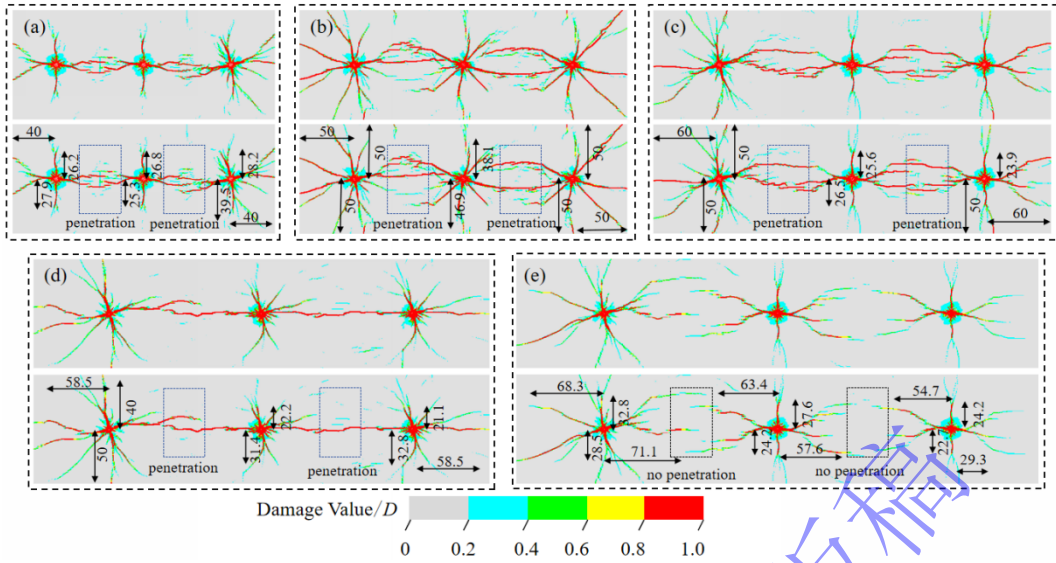 (a)
40
26.2
27.9
26.8
25.3
28.2
39.5
40
penetration
penetration
(b)
50
50
50
38.1
46.9
50
50
50
penetration
penetration
(c)
60
50
50
25.6
26.5
23.9
50
60
penetration
penetration
(d)
58.5
40
50
22.2
31.4
21.1
32.8
58.5
penetration
penetration
(e)
68.3
32.8
28.5
71.1
63.4
27.6
24.2
57.6
54.7
24.2
22.7
29.3
no penetration
no penetration
Damage Value/D
0 0.2 0.4 0.6 0.8 1.0
稿